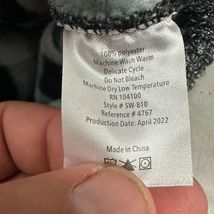 100% polyester
Machine Wash Warm
Delicate Cycle
Do Not Bleach
Machine Dry Low Temperature
RN 104100
Style # SW-810
Reference # 4767
Production Date: April 2022
Made in China